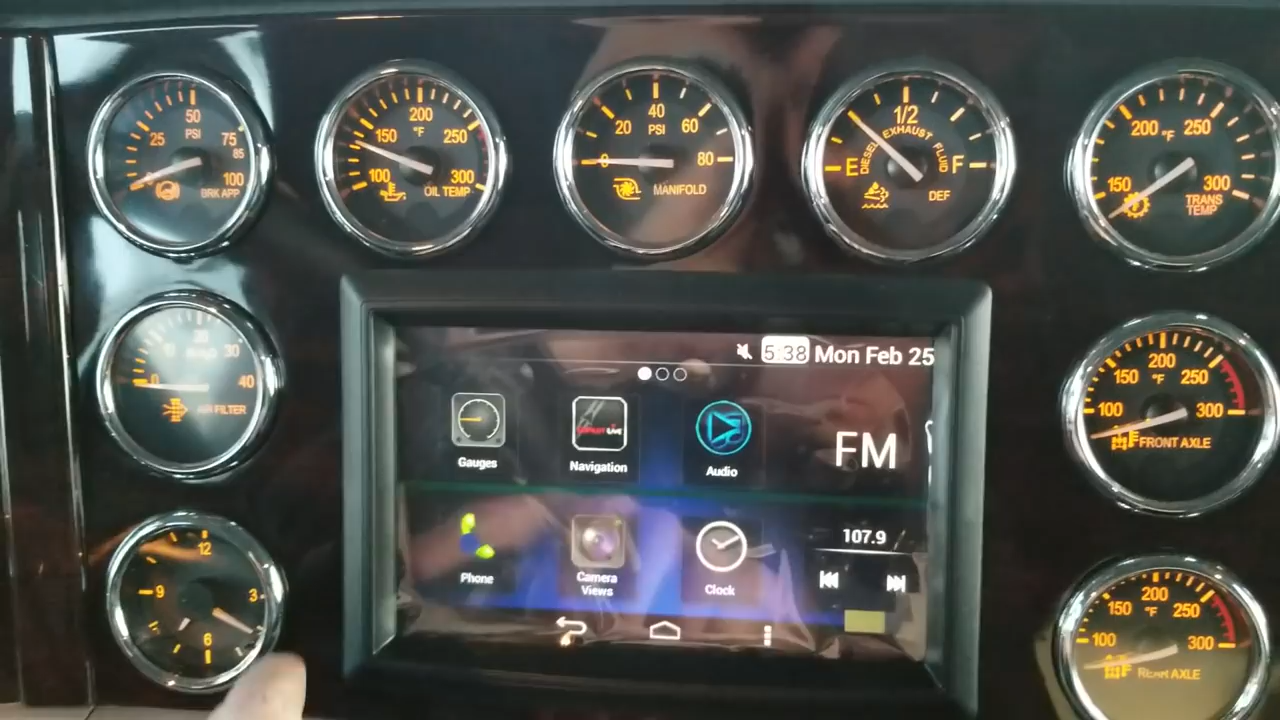 50
25 PSI 75
85
100
BRK APP
200
150 °F 250
100 300
OIL TEMP
40
20 PSI 60
0 80
MANIFOLD
1/2
DIESEL EXHAUST FLUID
E F
DEF
200 °F 250
150 300
TRANS
TEMP
20
10 30
0 40
AIR FILTER
12
9 3
6
5:38 Mon Feb 25
Gauges
Navigation
Audio
FM
Phone
Camera
Views
Clock
107.9
200
150 °F 250
100 300
FRONT AXLE
200
150 °F 250
100 300
REAR AXLE